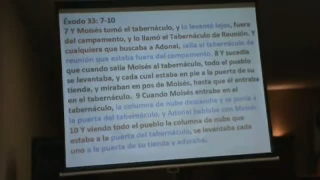 Éxodo 33: 7-10
7 Y Moisés tomó el tabernáculo, y lo levantó lejos, fuera
del campamento, y lo llamó el Tabernáculo de Reunión. Y
cualquiera que buscaba a Adonai, salía al tabernáculo de
reunión que estaba fuera del campamento. 8 Y sucedía
que cuando salía Moisés al tabernáculo, todo el pueblo
se levantaba, y cada cual estaba en pie a la puerta de su
tienda, y miraban en pos de Moisés, hasta que él entraba
en el tabernáculo. 9 Cuando Moisés entraba en el
tabernáculo, la columna de nube descendía y se ponía a
la puerta del tabernáculo, y Adonai hablaba con Moisés.
10 Y viendo todo el pueblo la columna de nube que
estaba a la puerta del tabernáculo, se levantaba cada
uno a la puerta de su tienda y adoraba.